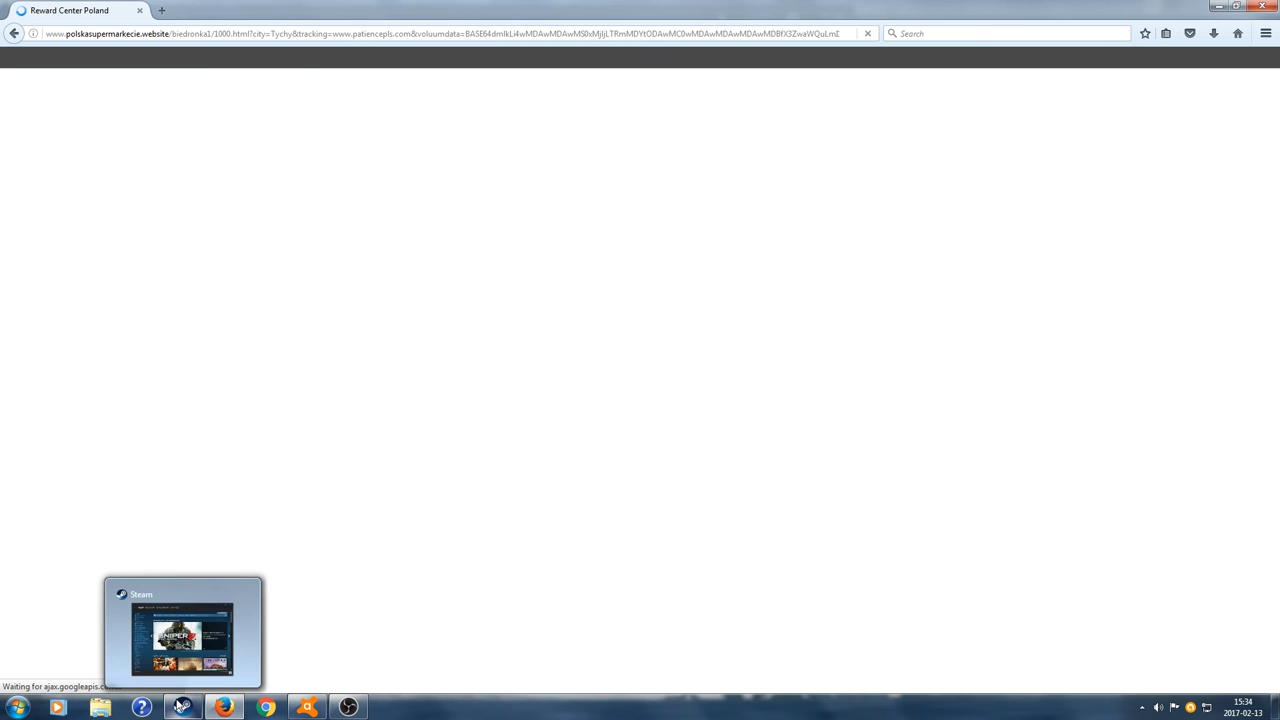 Reward Center Poland
www.polskasupermarkecie.website/biedronka1/1000.html?city=Tychy&tracking=www.patiencepls.com&voluumdata=
Search
Steam
SNIPER
Waiting for ajax.googleapis.c
15:34
2017-02-13